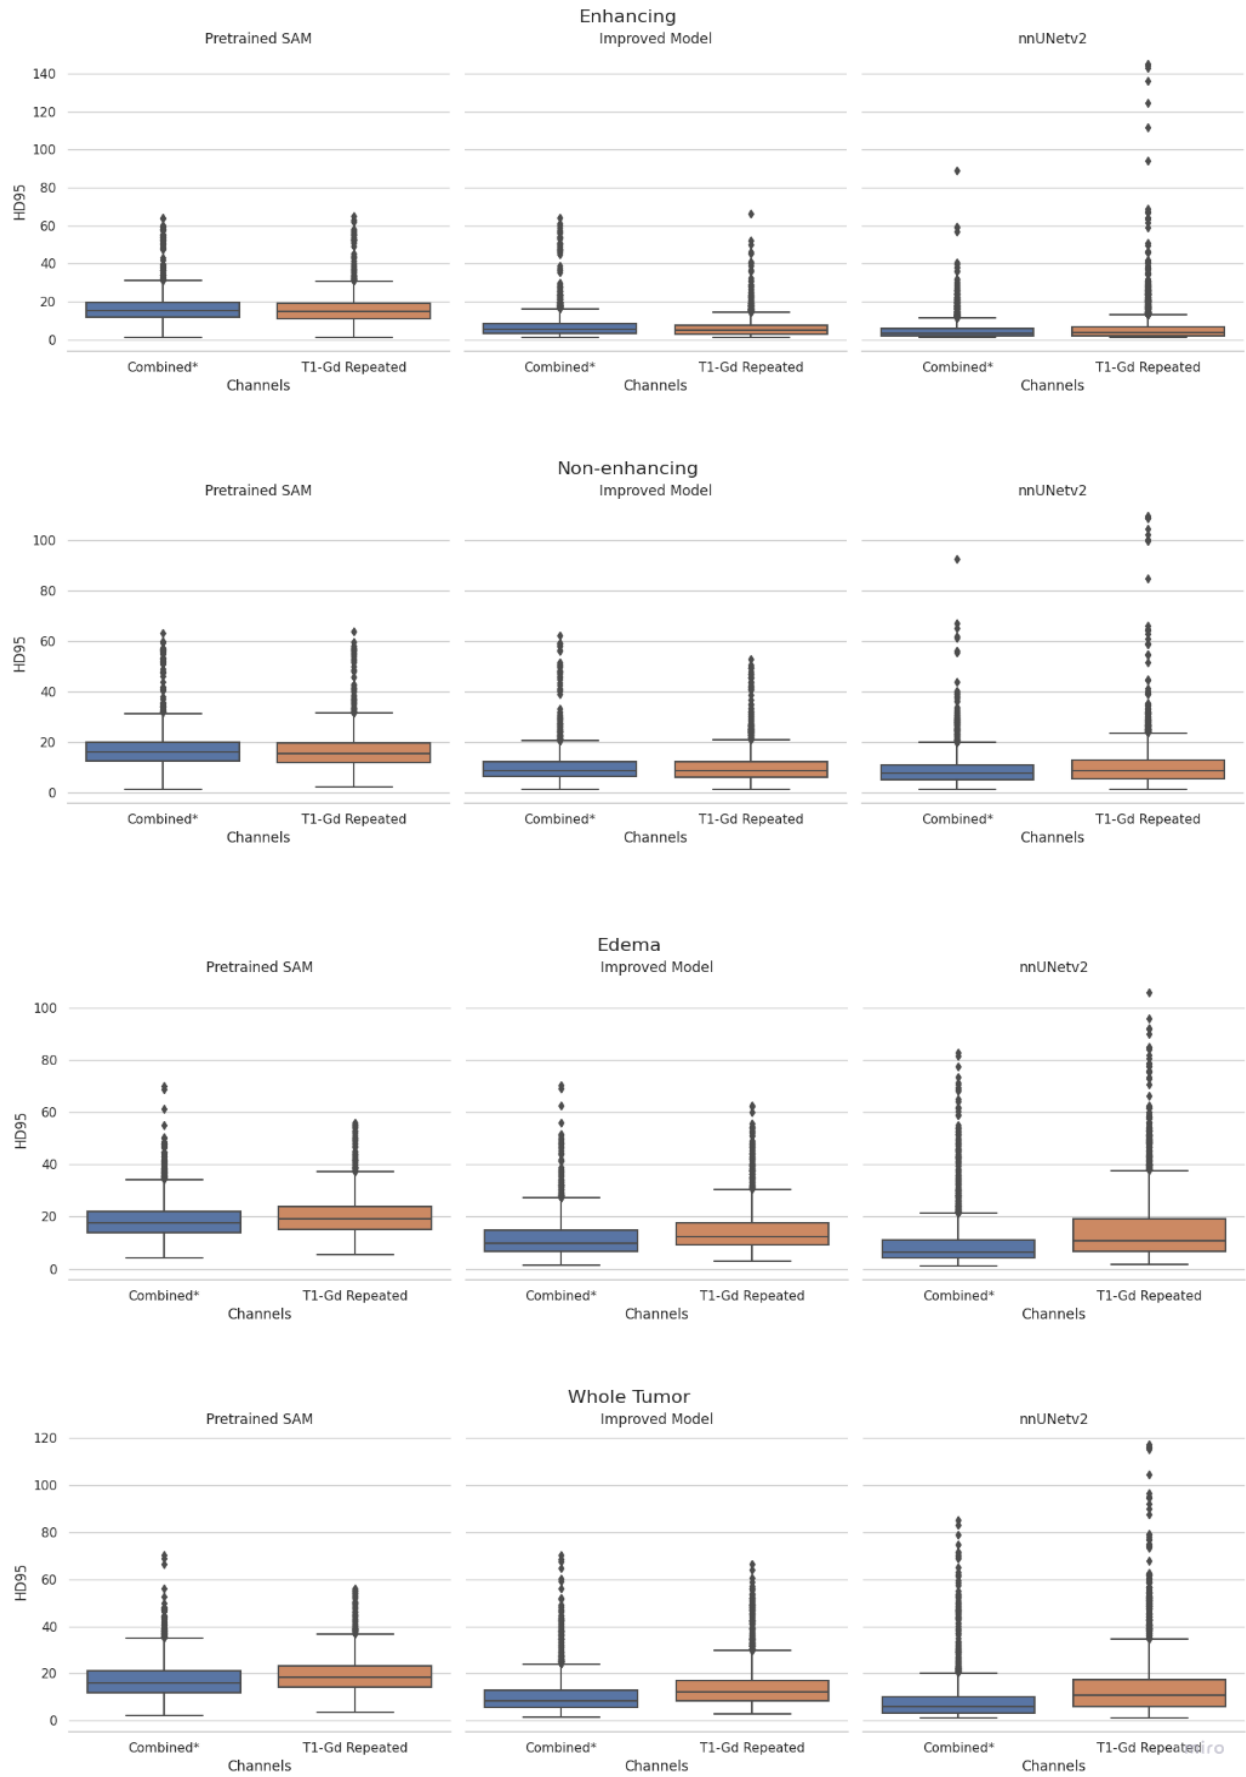 Enhancing
Pretrained SAM Improved Model nnUNetv2
140
120
100
80
60
40
20
0
HD95
Combined* T1-Gd Repeated Combined* T1-Gd Repeated Combined* T1-Gd Repeated
Channels Channels Channels
Non-enhancing
Pretrained SAM Improved Model nnUNetv2
100
80
60
40
20
0
HD95
Combined* T1-Gd Repeated Combined* T1-Gd Repeated Combined* T1-Gd Repeated
Channels Channels Channels
Edema
Pretrained SAM Improved Model nnUNetv2
100
80
60
40
20
0
HD95
Combined* T1-Gd Repeated Combined* T1-Gd Repeated Combined* T1-Gd Repeated
Channels Channels Channels
Whole Tumor
Pretrained SAM Improved Model nnUNetv2
120
100
80
60
40
20
0
HD95
Combined* T1-Gd Repeated Combined* T1-Gd Repeated Combined* T1-Gd Repeated
miro
Channels Channels Channels